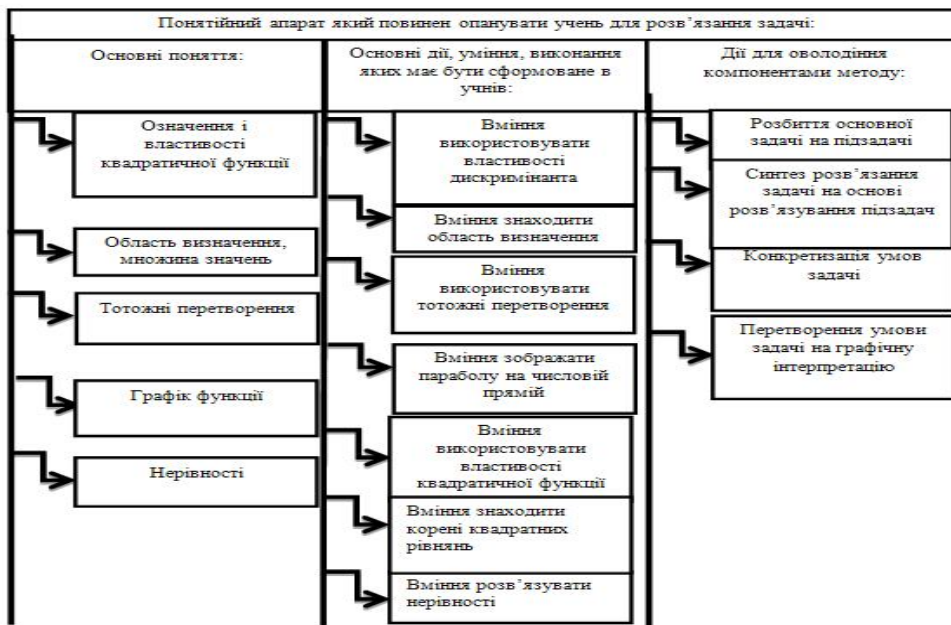 Понятійний апарат який повинен опанувати учень для розв’язання задачі:
Основні поняття:
Означення і
властивості
квадратичної функції
Область визначення,
множина значень
Тотожні перетворення
Графік функції
Нерівності
Основні дії, уміння, виконання
яких має бути сформоване в
учнів:
Вміння
використовувати
властивості
дискримінанта
Вміння знаходити
область визначення
Вміння
використовувати
тотожні перетворення
Вміння зображати
параболу на числовій
прямій
Вміння
використовувати
властивості
квадратичної функції
Вміння знаходити
корені квадратних
рівнянь
Вміння розв’язувати
нерівності
Дії для оволодіння
компонентами методу:
Розбиття основної
задачі на підзадачі
Синтез розв’язання
задачі на основі
розв’язування підзадач
Конкретизація умов
задачі
Перетворення умови
задачі на графічну
інтерпретацію